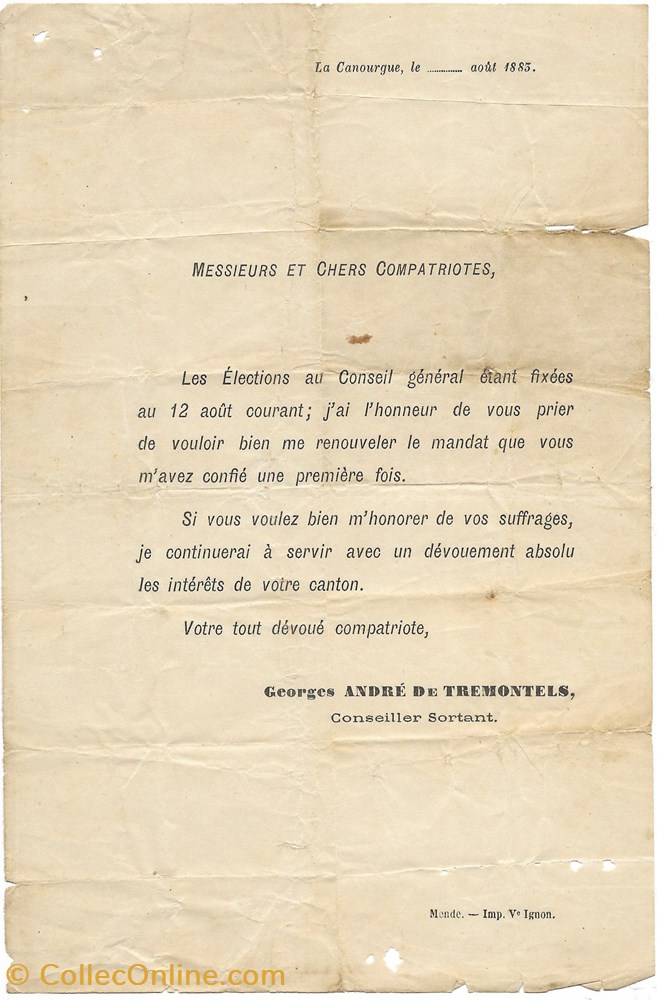 La Canourgue, le ............... août 1883.
MESSIEURS ET CHERS COMPATRIOTES,
Les Élections au Conseil général étant fixées
au 12 août courant; j'ai l'honneur de vous prier
de vouloir bien me renouveler le mandat que vous
m'avez confié une première fois.
Si vous voulez bien m'honorer de vos suffrages,
je continuerai à servir avec un dévouement absolu
les intérêts de votre canton.
Votre tout dévoué compatriote,
Georges ANDRÉ DE TREMONTELS,
Conseiller Sortant.
Mende. — Imp. Ve Ignon.
© CollecOnline.com